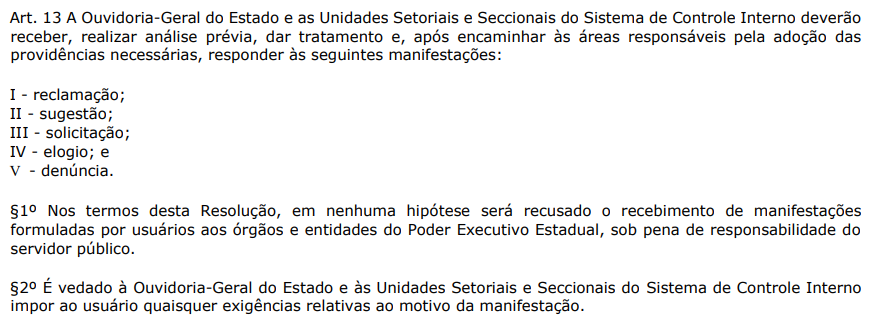 Art. 13 A Ouvidoria-Geral do Estado e as Unidades Setoriais e Seccionais do Sistema de Controle Interno deverão
receber, realizar análise prévia, dar tratamento e, após encaminhar às áreas responsáveis pela adoção das
providências necessárias, responder às seguintes manifestações:
I - reclamação;
II - sugestão;
III - solicitação;
IV - elogio; e
V - denúncia.
§1º Nos termos desta Resolução, em nenhuma hipótese será recusado o recebimento de manifestações
formuladas por usuários aos órgãos e entidades do Poder Executivo Estadual, sob pena de responsabilidade do
servidor público.
§2º É vedado à Ouvidoria-Geral do Estado e às Unidades Setoriais e Seccionais do Sistema de Controle Interno
impor ao usuário quaisquer exigências relativas ao motivo da manifestação.